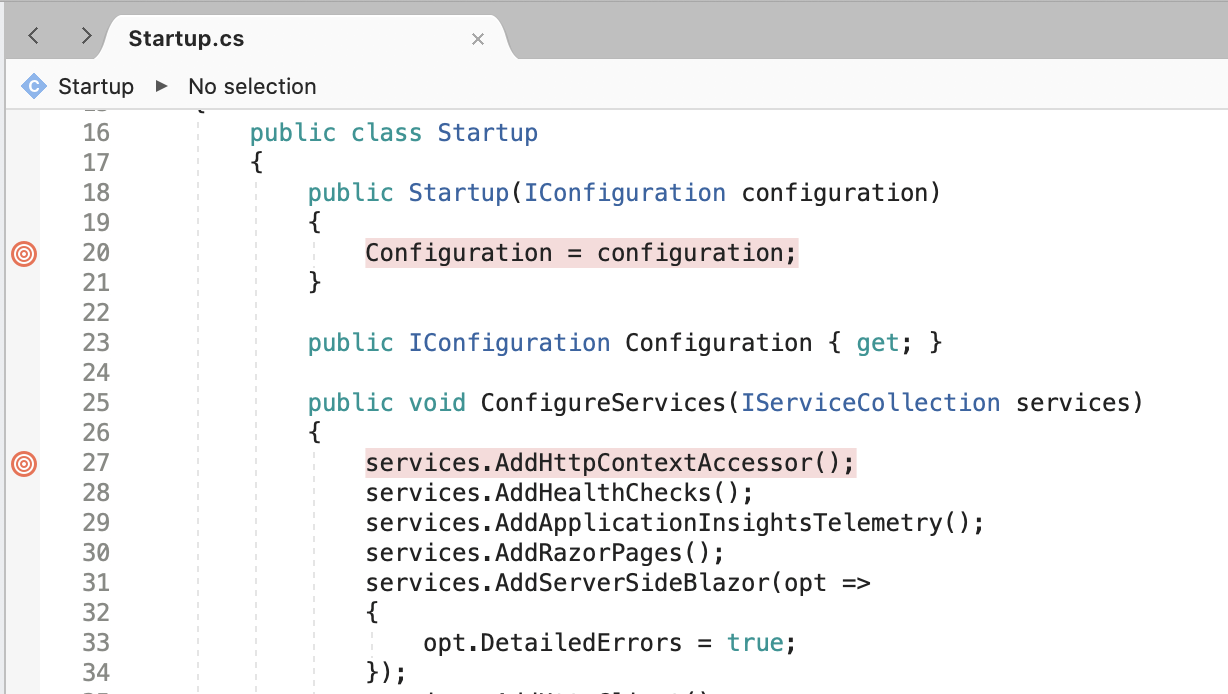 Startup.cs
Startup ▶ No selection
16 public class Startup
17 {
18 public Startup(IConfiguration configuration)
19 {
20 Configuration = configuration;
21 }
22
23 public IConfiguration Configuration { get; }
24
25 public void ConfigureServices(IServiceCollection services)
26 {
27 services.AddHttpContextAccessor();
28 services.AddHealthChecks();
29 services.AddApplicationInsightsTelemetry();
30 services.AddRazorPages();
31 services.AddServerSideBlazor(opt =>
32 {
33 opt.DetailedErrors = true;
34 });